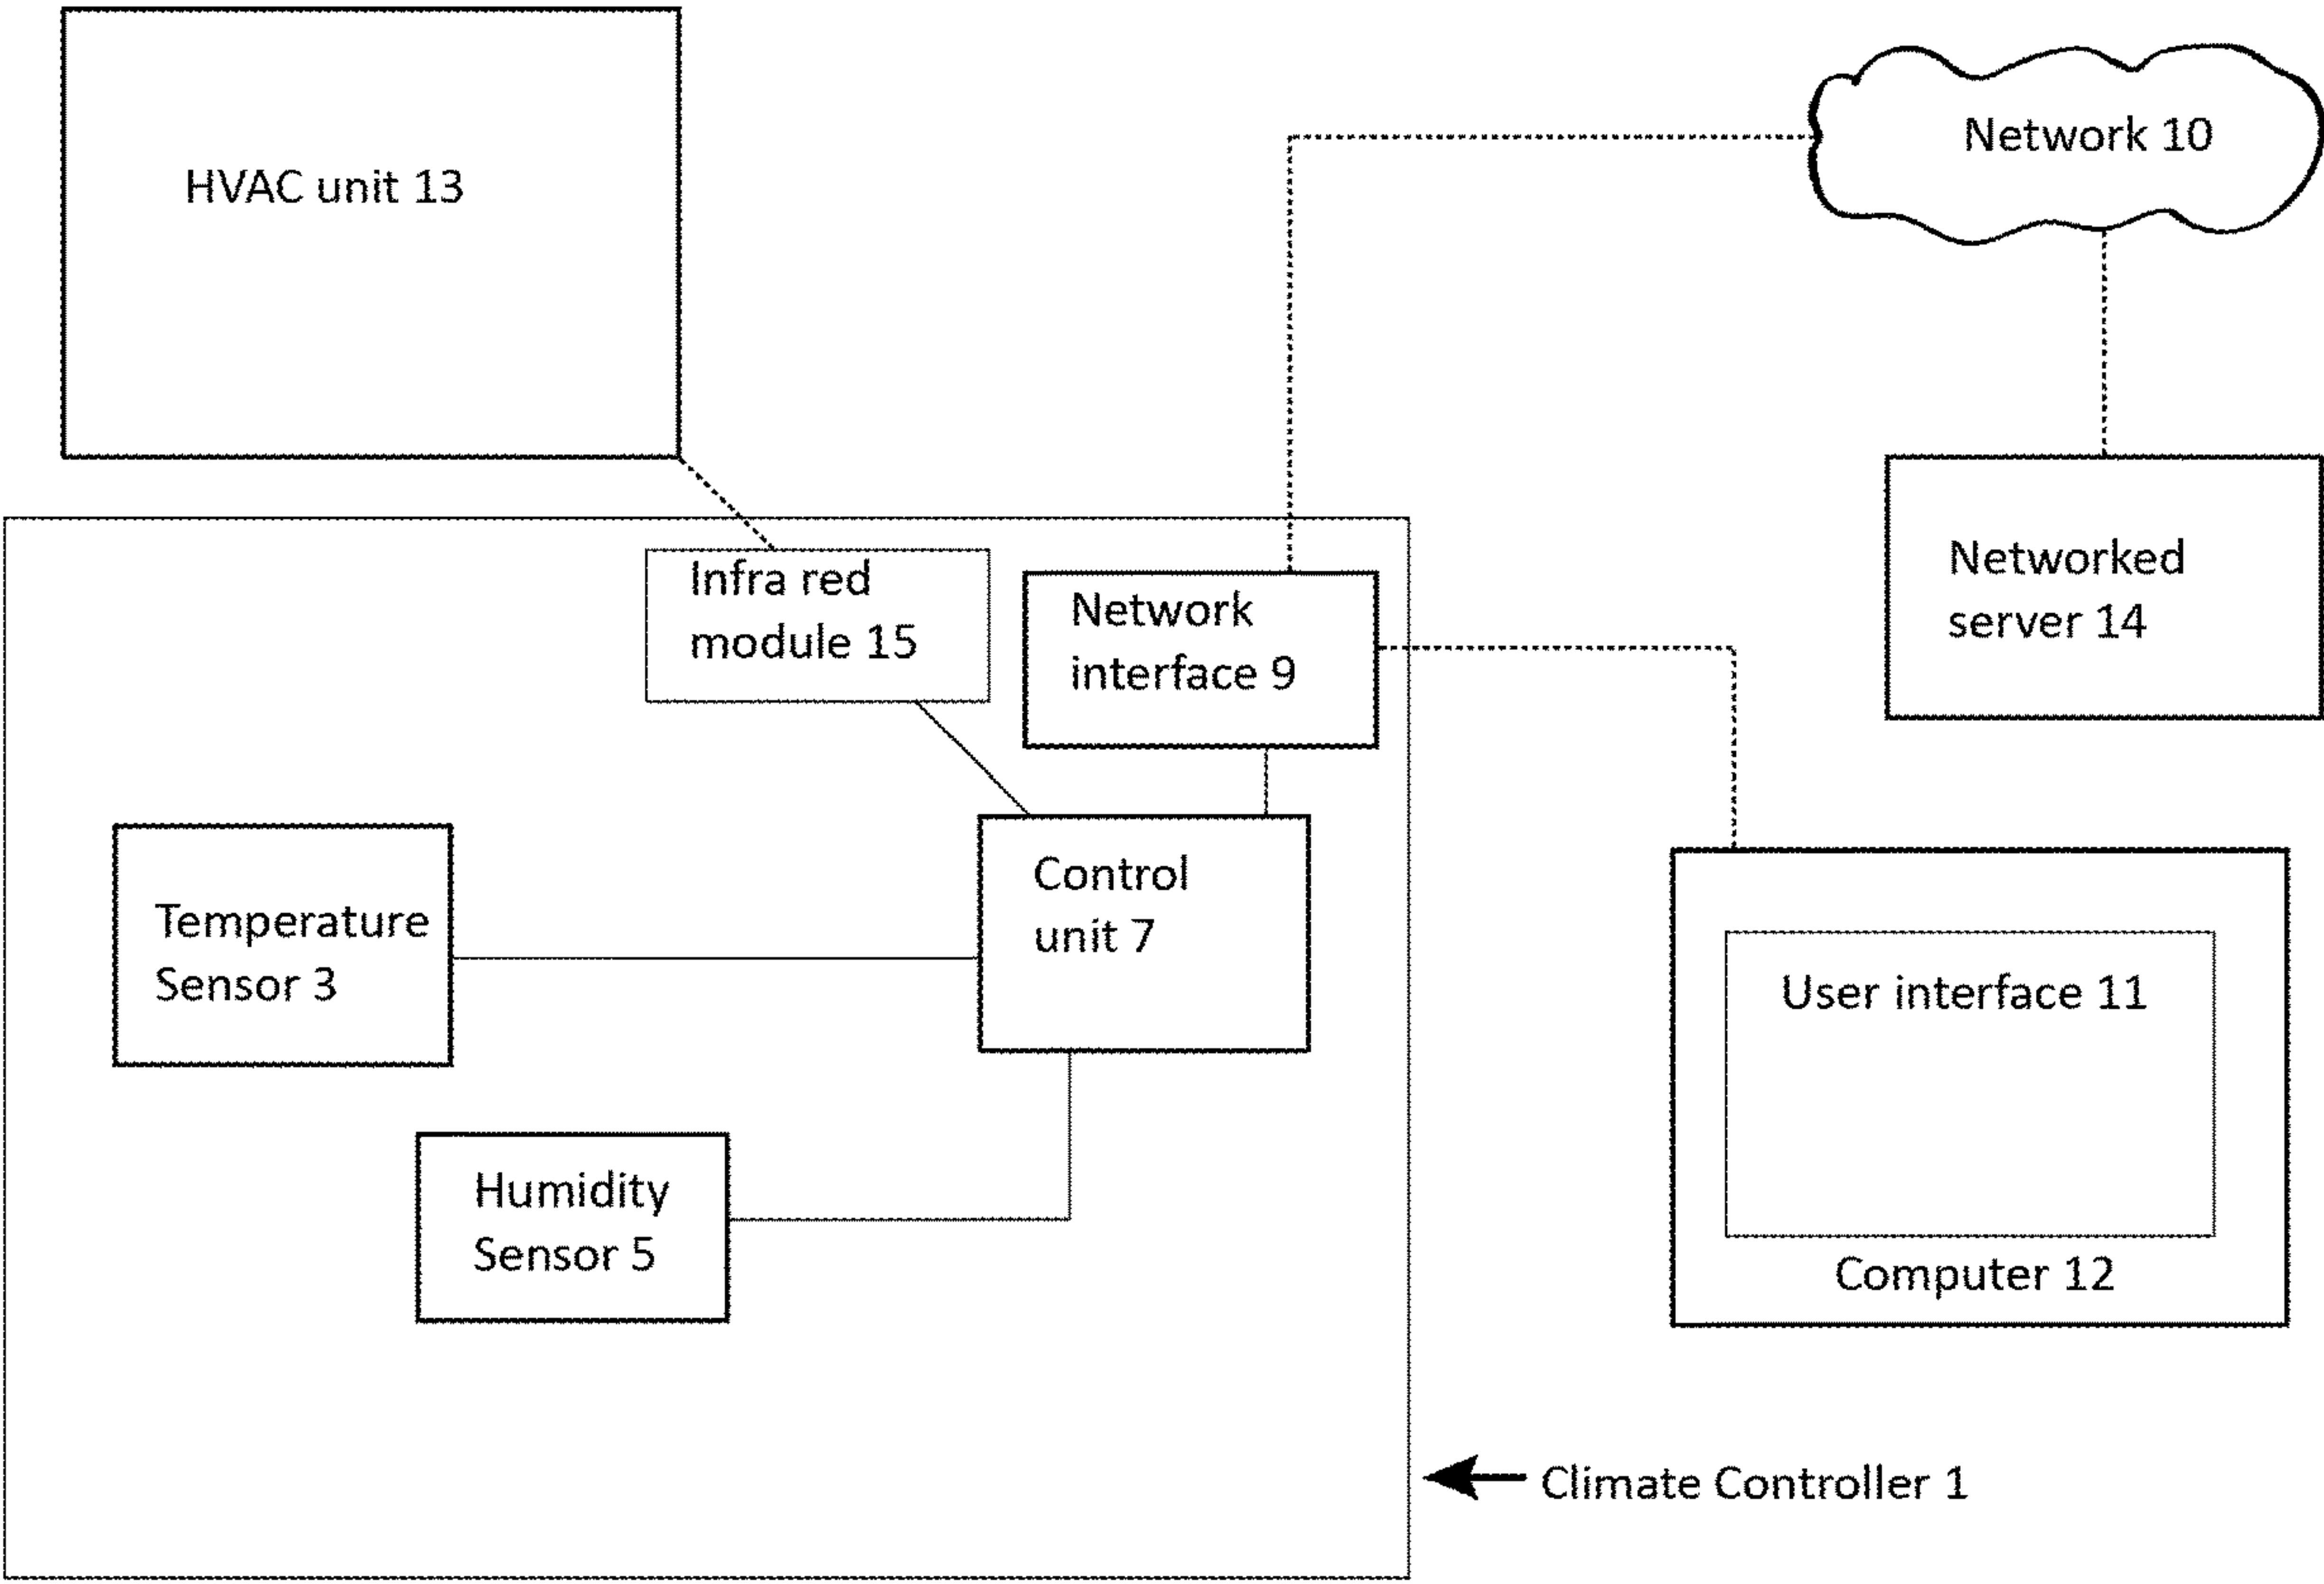 HVAC unit 13
Network 10
Infra red
module 15
Network
interface 9
Networked
server 14
Control
unit 7
Temperature
Sensor 3
User interface 11
Humidity
Sensor 5
Computer 12
Climate Controller 1